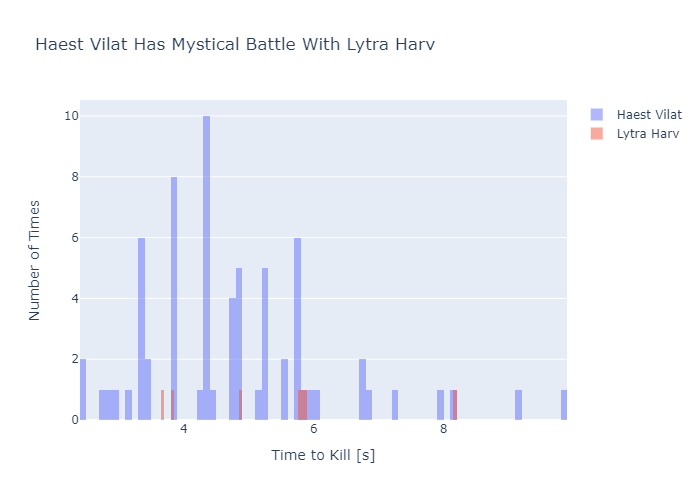 Haest Vilat Has Mystical Battle With Lytra Harv
Haest Vilat
Lytra Harv
10
8
6
4
2
0
4
6
8
Number of Times
Time to Kill [s]